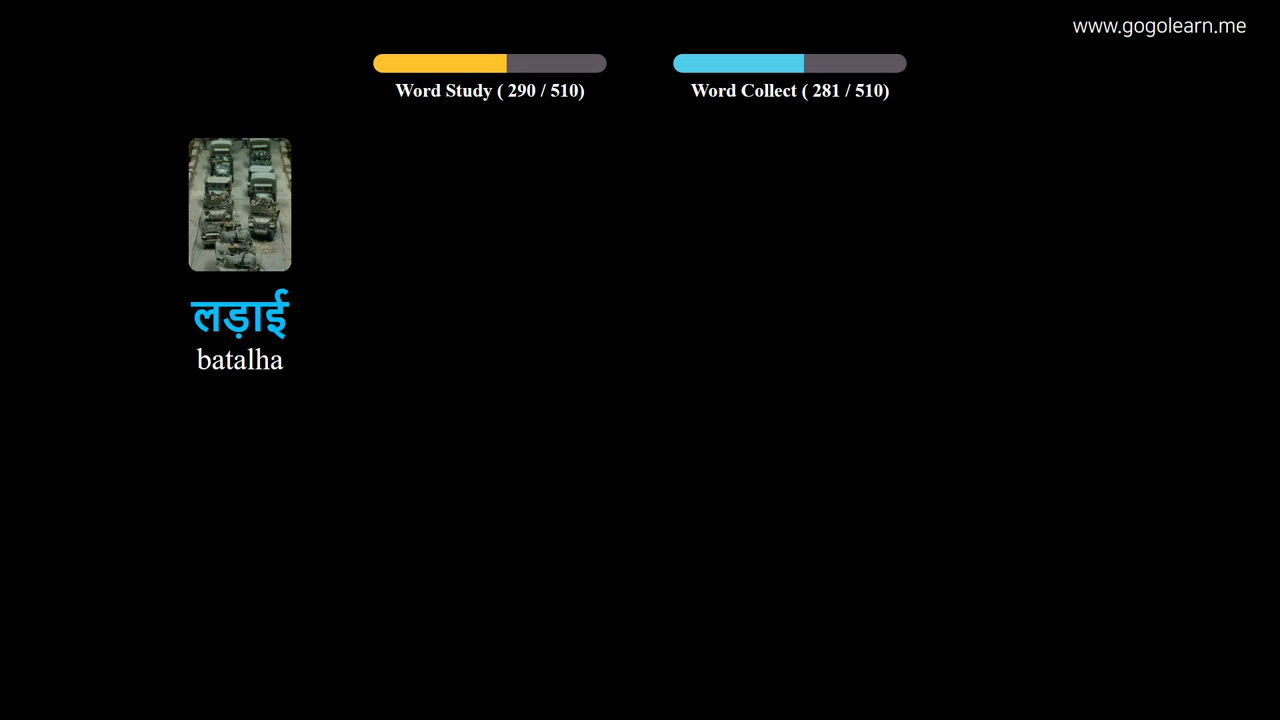 www.gogolearn.me
Word Study ( 290 / 510)
Word Collect ( 281 / 510)
लड़ाई
batalha